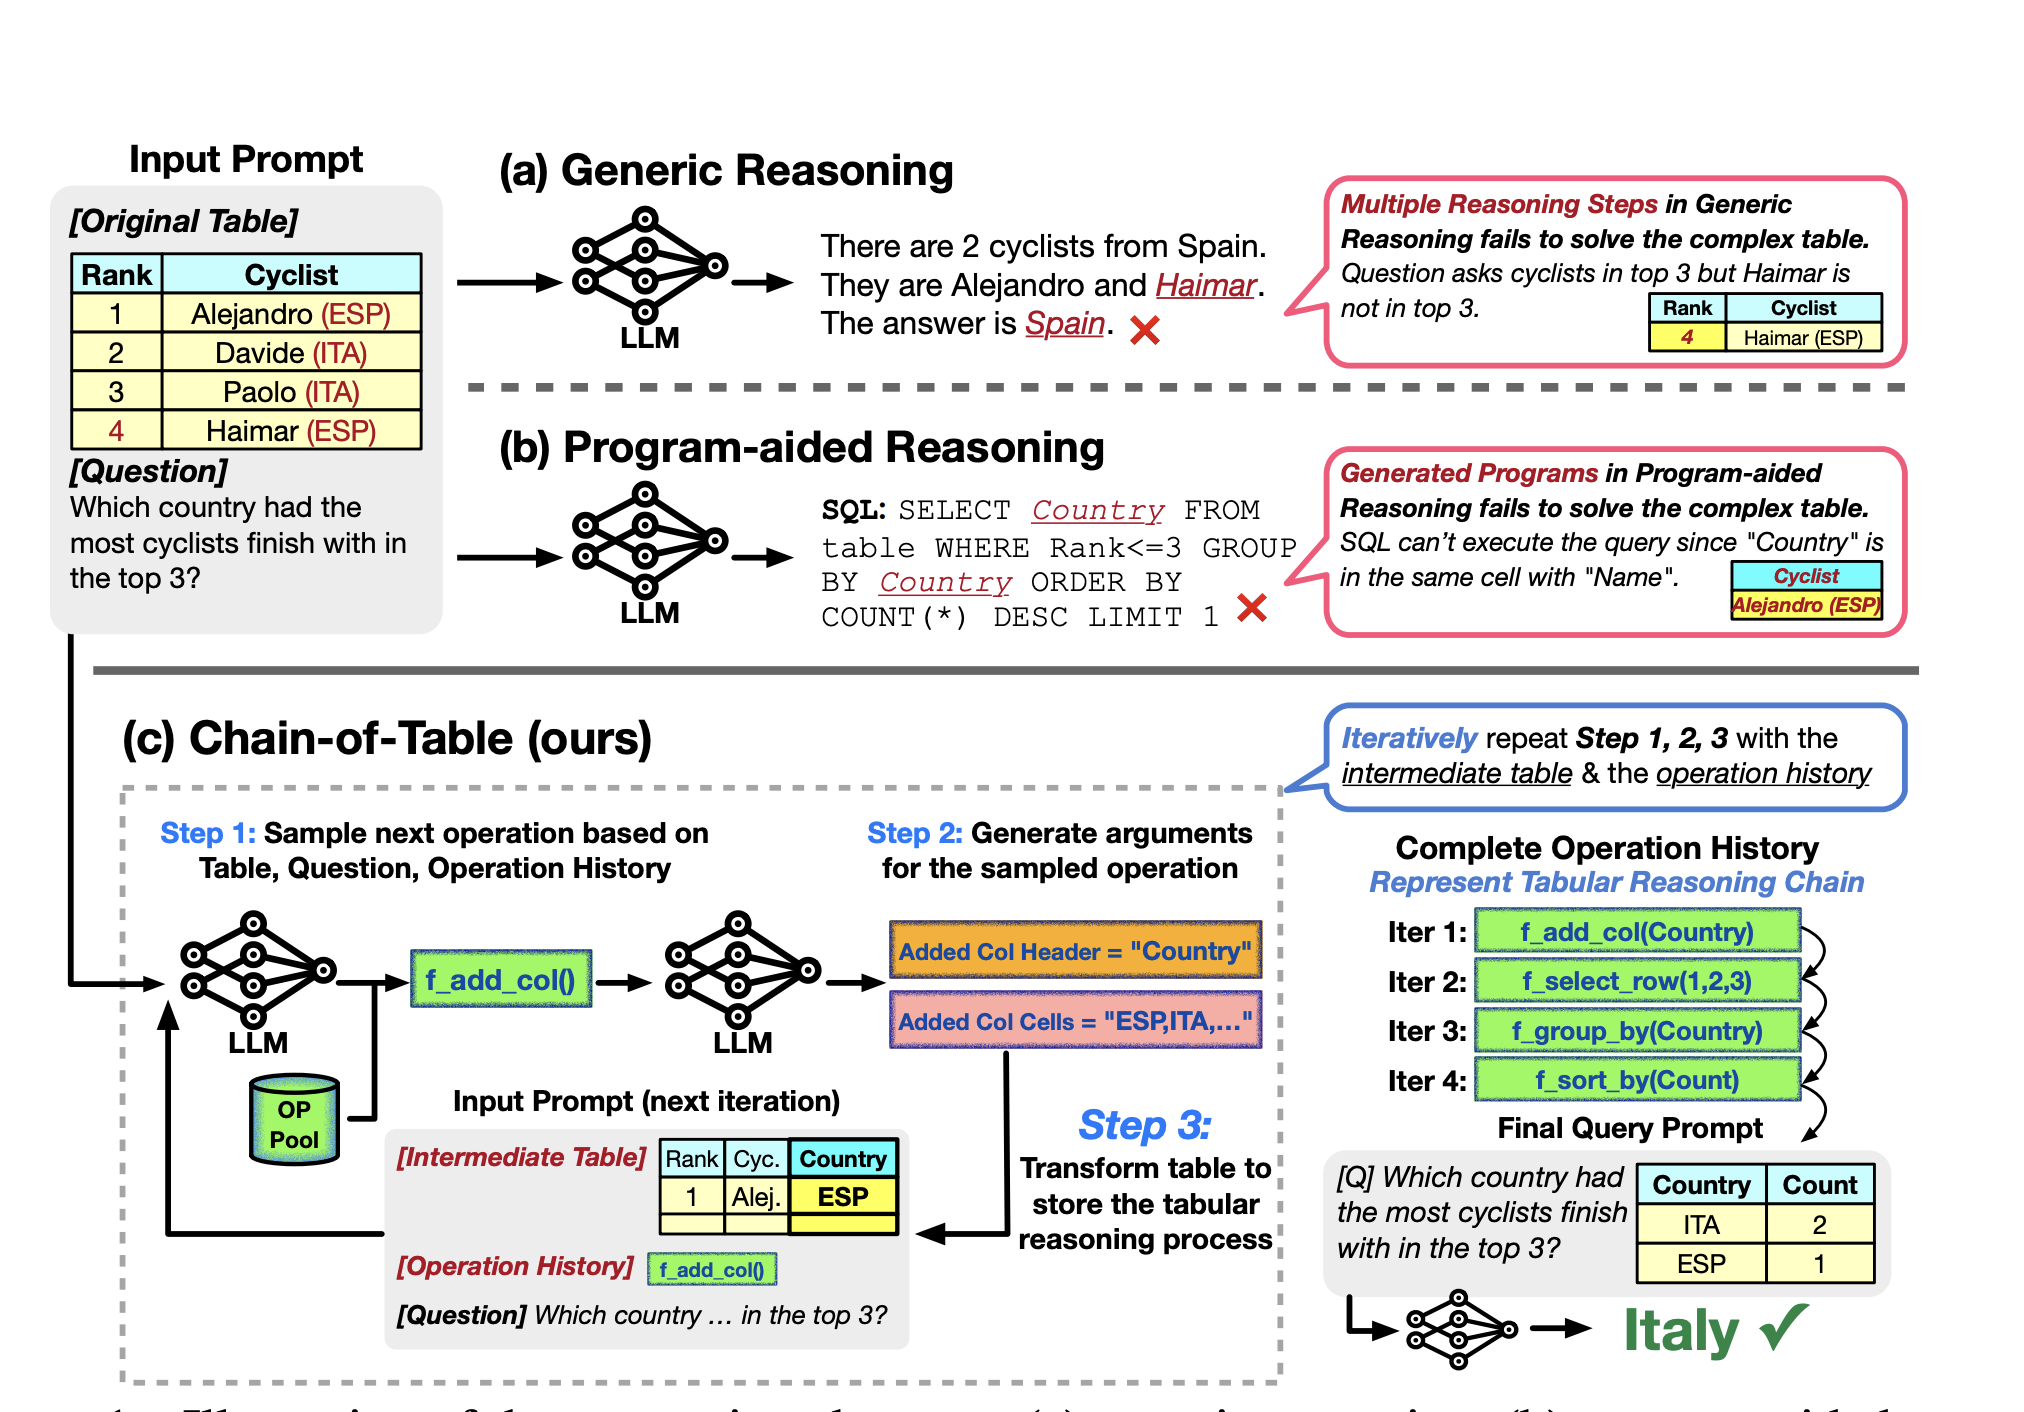 Input Prompt
[Original Table]
Rank Cyclist
1 Alejandro (ESP)
2 Davide (ITA)
3 Paolo (ITA)
4 Haimar (ESP)
[Question]
Which country had the
most cyclists finish with in
the top 3?
(a) Generic Reasoning
LLM
There are 2 cyclists from Spain.
They are Alejandro and Haimar.
The answer is Spain.
Multiple Reasoning Steps in Generic
Reasoning fails to solve the complex table.
Question asks cyclists in top 3 but Haimar is
not in top 3.
Rank Cyclist
4 Haimar (ESP)
(b) Program-aided Reasoning
LLM
SQL: SELECT Country FROM
table WHERE Rank<=3 GROUP
BY Country ORDER BY
COUNT(*) DESC LIMIT 1
Generated Programs in Program-aided
Reasoning fails to solve the complex table.
SQL can’t execute the query since "Country" is
in the same cell with "Name".
Cyclist
Alejandro (ESP)
(c) Chain-of-Table (ours)
Step 1: Sample next operation based on
Table, Question, Operation History
LLM
OP
Pool
f_add_col()
LLM
Step 2: Generate arguments
for the sampled operation
Added Col Header = "Country"
Added Col Cells = "ESP,ITA,..."
Step 3:
Transform table to
store the tabular
reasoning process
Input Prompt (next iteration)
[Intermediate Table]
Rank Cyc. Country
1 Alej. ESP
[Operation History] f_add_col()
[Question] Which country ... in the top 3?
Iteratively repeat Step 1, 2, 3 with the
intermediate table & the operation history
Complete Operation History
Represent Tabular Reasoning Chain
Iter 1: f_add_col(Country)
Iter 2: f_select_row(1,2,3)
Iter 3: f_group_by(Country)
Iter 4: f_sort_by(Count)
Final Query Prompt
[Q] Which country had
the most cyclists finish
with in the top 3?
Country Count
ITA 2
ESP 1
Italy